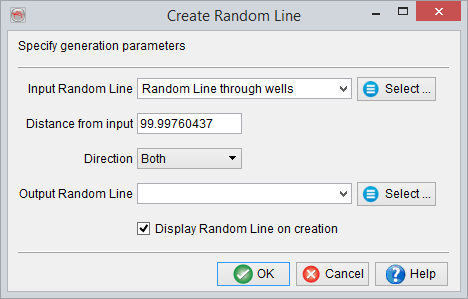 Create Random Line
Specify generation parameters
Input Random Line Random Line through wells Select ...
Distance from input 99.99760437
Direction Both
Output Random Line Select ...
Display Random Line on creation
OK Cancel Help